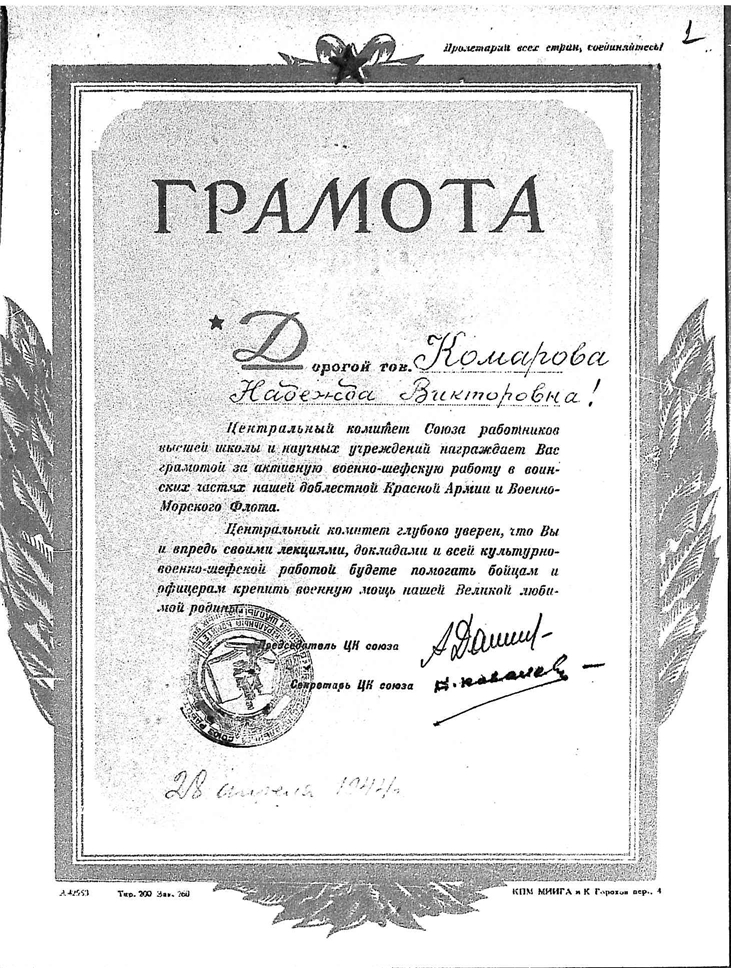 1
Пролетарии всех стран, соединяйтесь!
ГРАМОТА
Дорогой тов. Комарова
Надежда Викторовна!
Центральный комитет Союза работников
высшей школы и научных учреждений награждает Вас
грамотой за активную военно-шефскую работу в воин-
ских частях нашей доблестной Красной Армии и Военно-
Морского Флота.
Центральный комитет глубоко уверен, что Вы
и впредь своими лекциями, докладами и всей культурно-
военно-шефской работой будете помогать бойцам и
офицерам крепить военную мощь нашей Великой люби-
мой родины.
Председатель ЦК союза
Секретарь ЦК союза
28 апреля 1944г
А 42553 Тир. 200 Зак. 260
КПМ МИИГА и К Горохов пер., 4